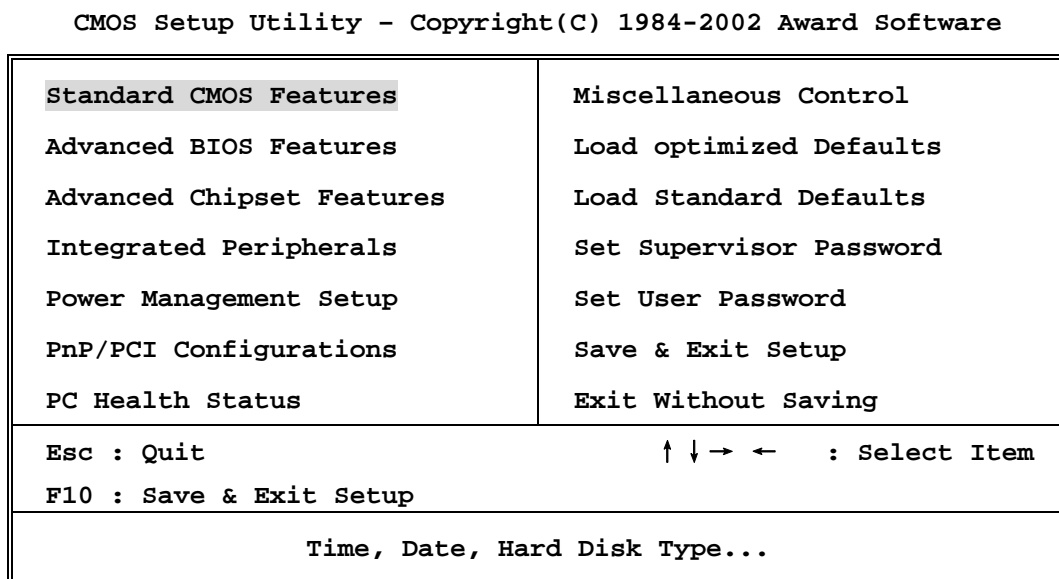 CMOS Setup Utility – Copyright(C) 1984-2002 Award Software
Standard CMOS Features
Advanced BIOS Features
Advanced Chipset Features
Integrated Peripherals
Power Management Setup
PnP/PCI Configurations
PC Health Status
Miscellaneous Control
Load optimized Defaults
Load Standard Defaults
Set Supervisor Password
Set User Password
Save & Exit Setup
Exit Without Saving
Esc : Quit
↑ ↓ → ← : Select Item
F10 : Save & Exit Setup
Time, Date, Hard Disk Type...